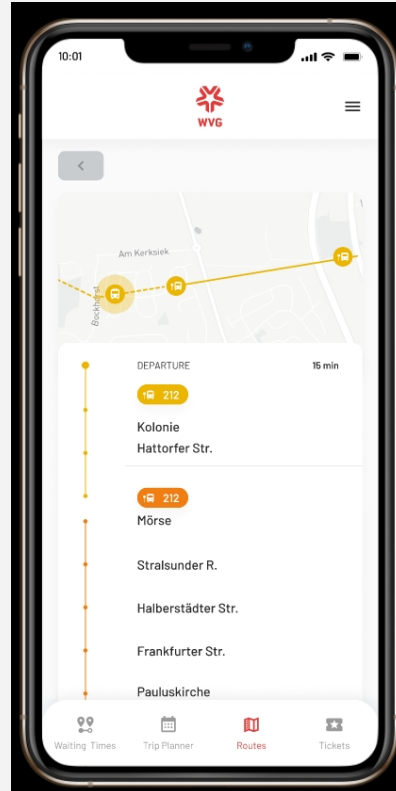 10:01
WVG
Am Kerksiek
Bockhorst
DEPARTURE 15 min
212
Kolonie
Hattorfer Str.
212
Mörse
Stralsunder R.
Halberstädter Str.
Frankfurter Str.
Pauluskirche
Waiting Times Trip Planner Routes Tickets